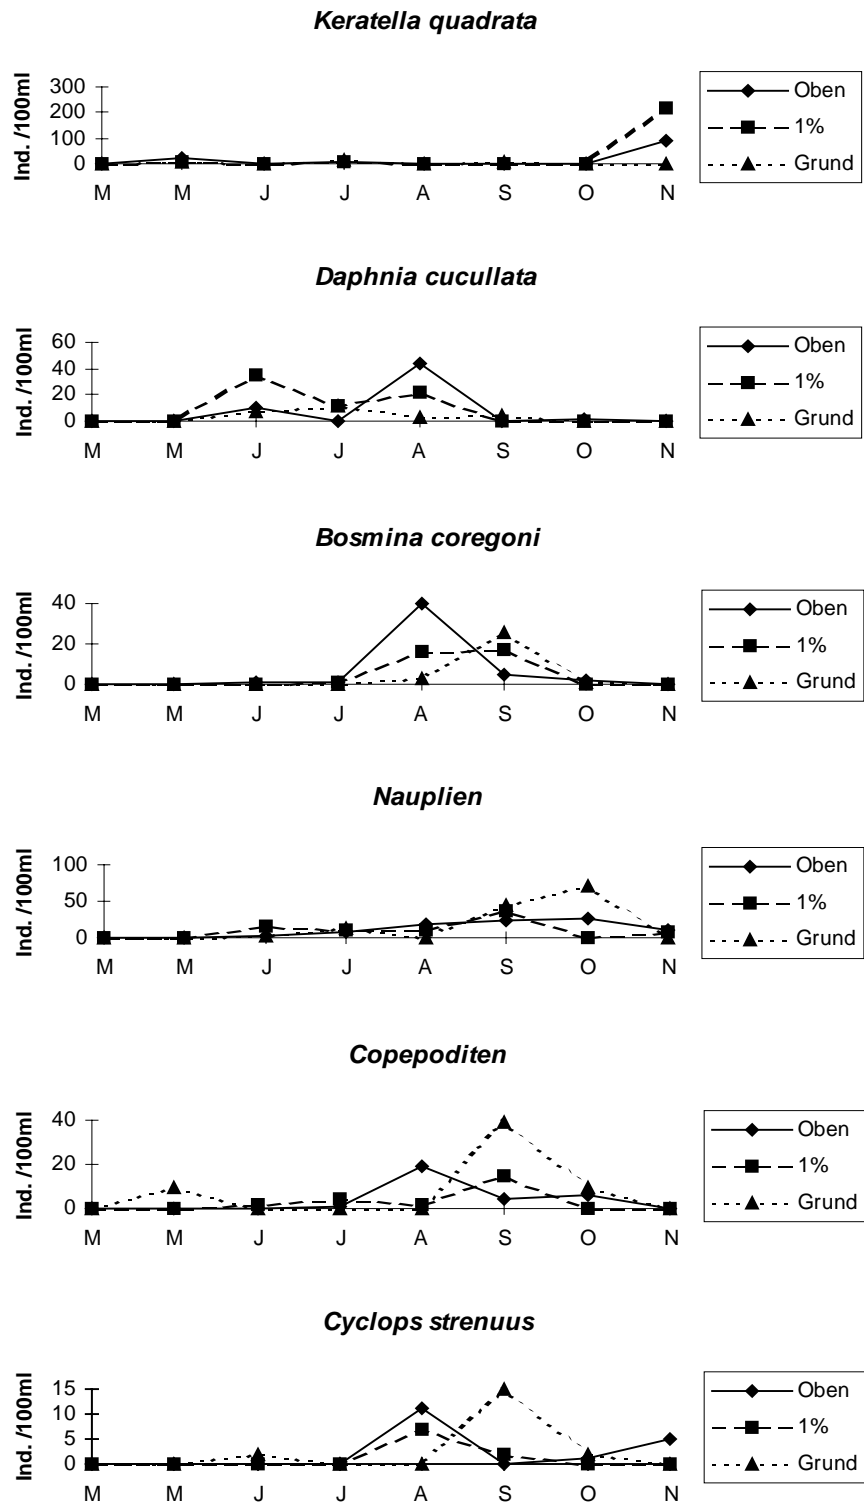 Keratella quadrata
Ind. /100ml
300
200
100
0
M M J J A S O N
Oben
1%
Grund
Daphnia cucullata
Ind. /100ml
60
40
20
0
M M J J A S O N
Oben
1%
Grund
Bosmina coregoni
Ind. /100ml
40
20
0
M M J J A S O N
Oben
1%
Grund
Nauplien
Ind. /100ml
100
50
0
M M J J A S O N
Oben
1%
Grund
Copepoditen
Ind. /100ml
40
20
0
M M J J A S O N
Oben
1%
Grund
Cyclops strenuus
Ind. /100ml
15
10
5
0
M M J J A S O N
Oben
1%
Grund